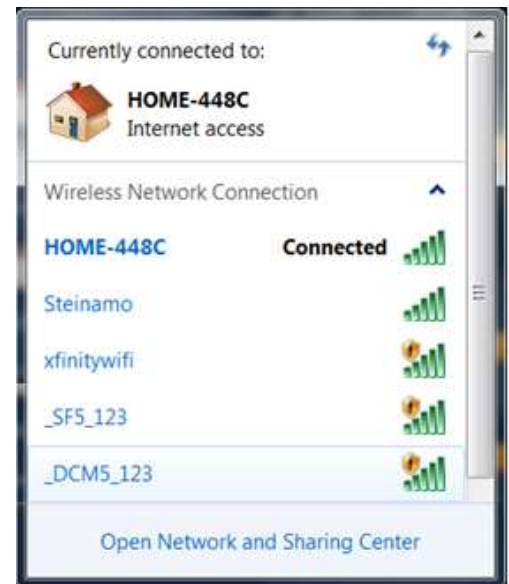 Currently connected to:
HOME-448C
Internet access
Wireless Network Connection
HOME-448C Connected
Steinamo
xfinitywifi
_SF5_123
_DCM5_123
Open Network and Sharing Center